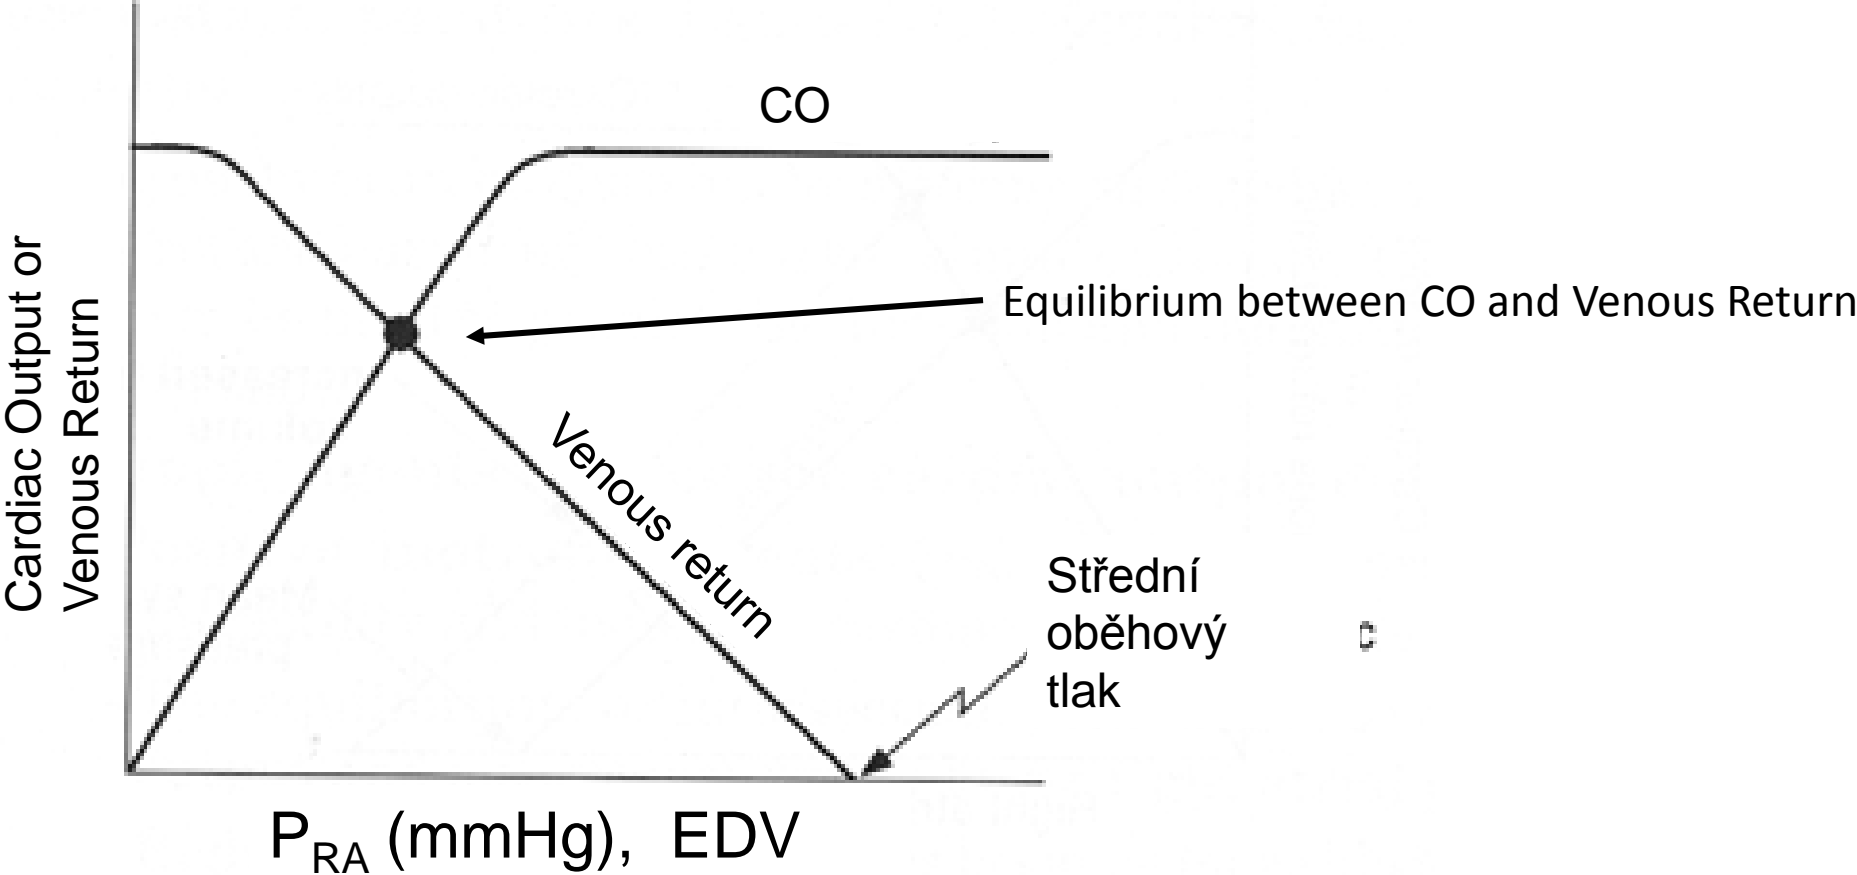 CO
Cardiac Output or
Venous Return
Equilibrium between CO and Venous Return
Venous return
Střední
oběhový
tlak
P_RA (mmHg), EDV